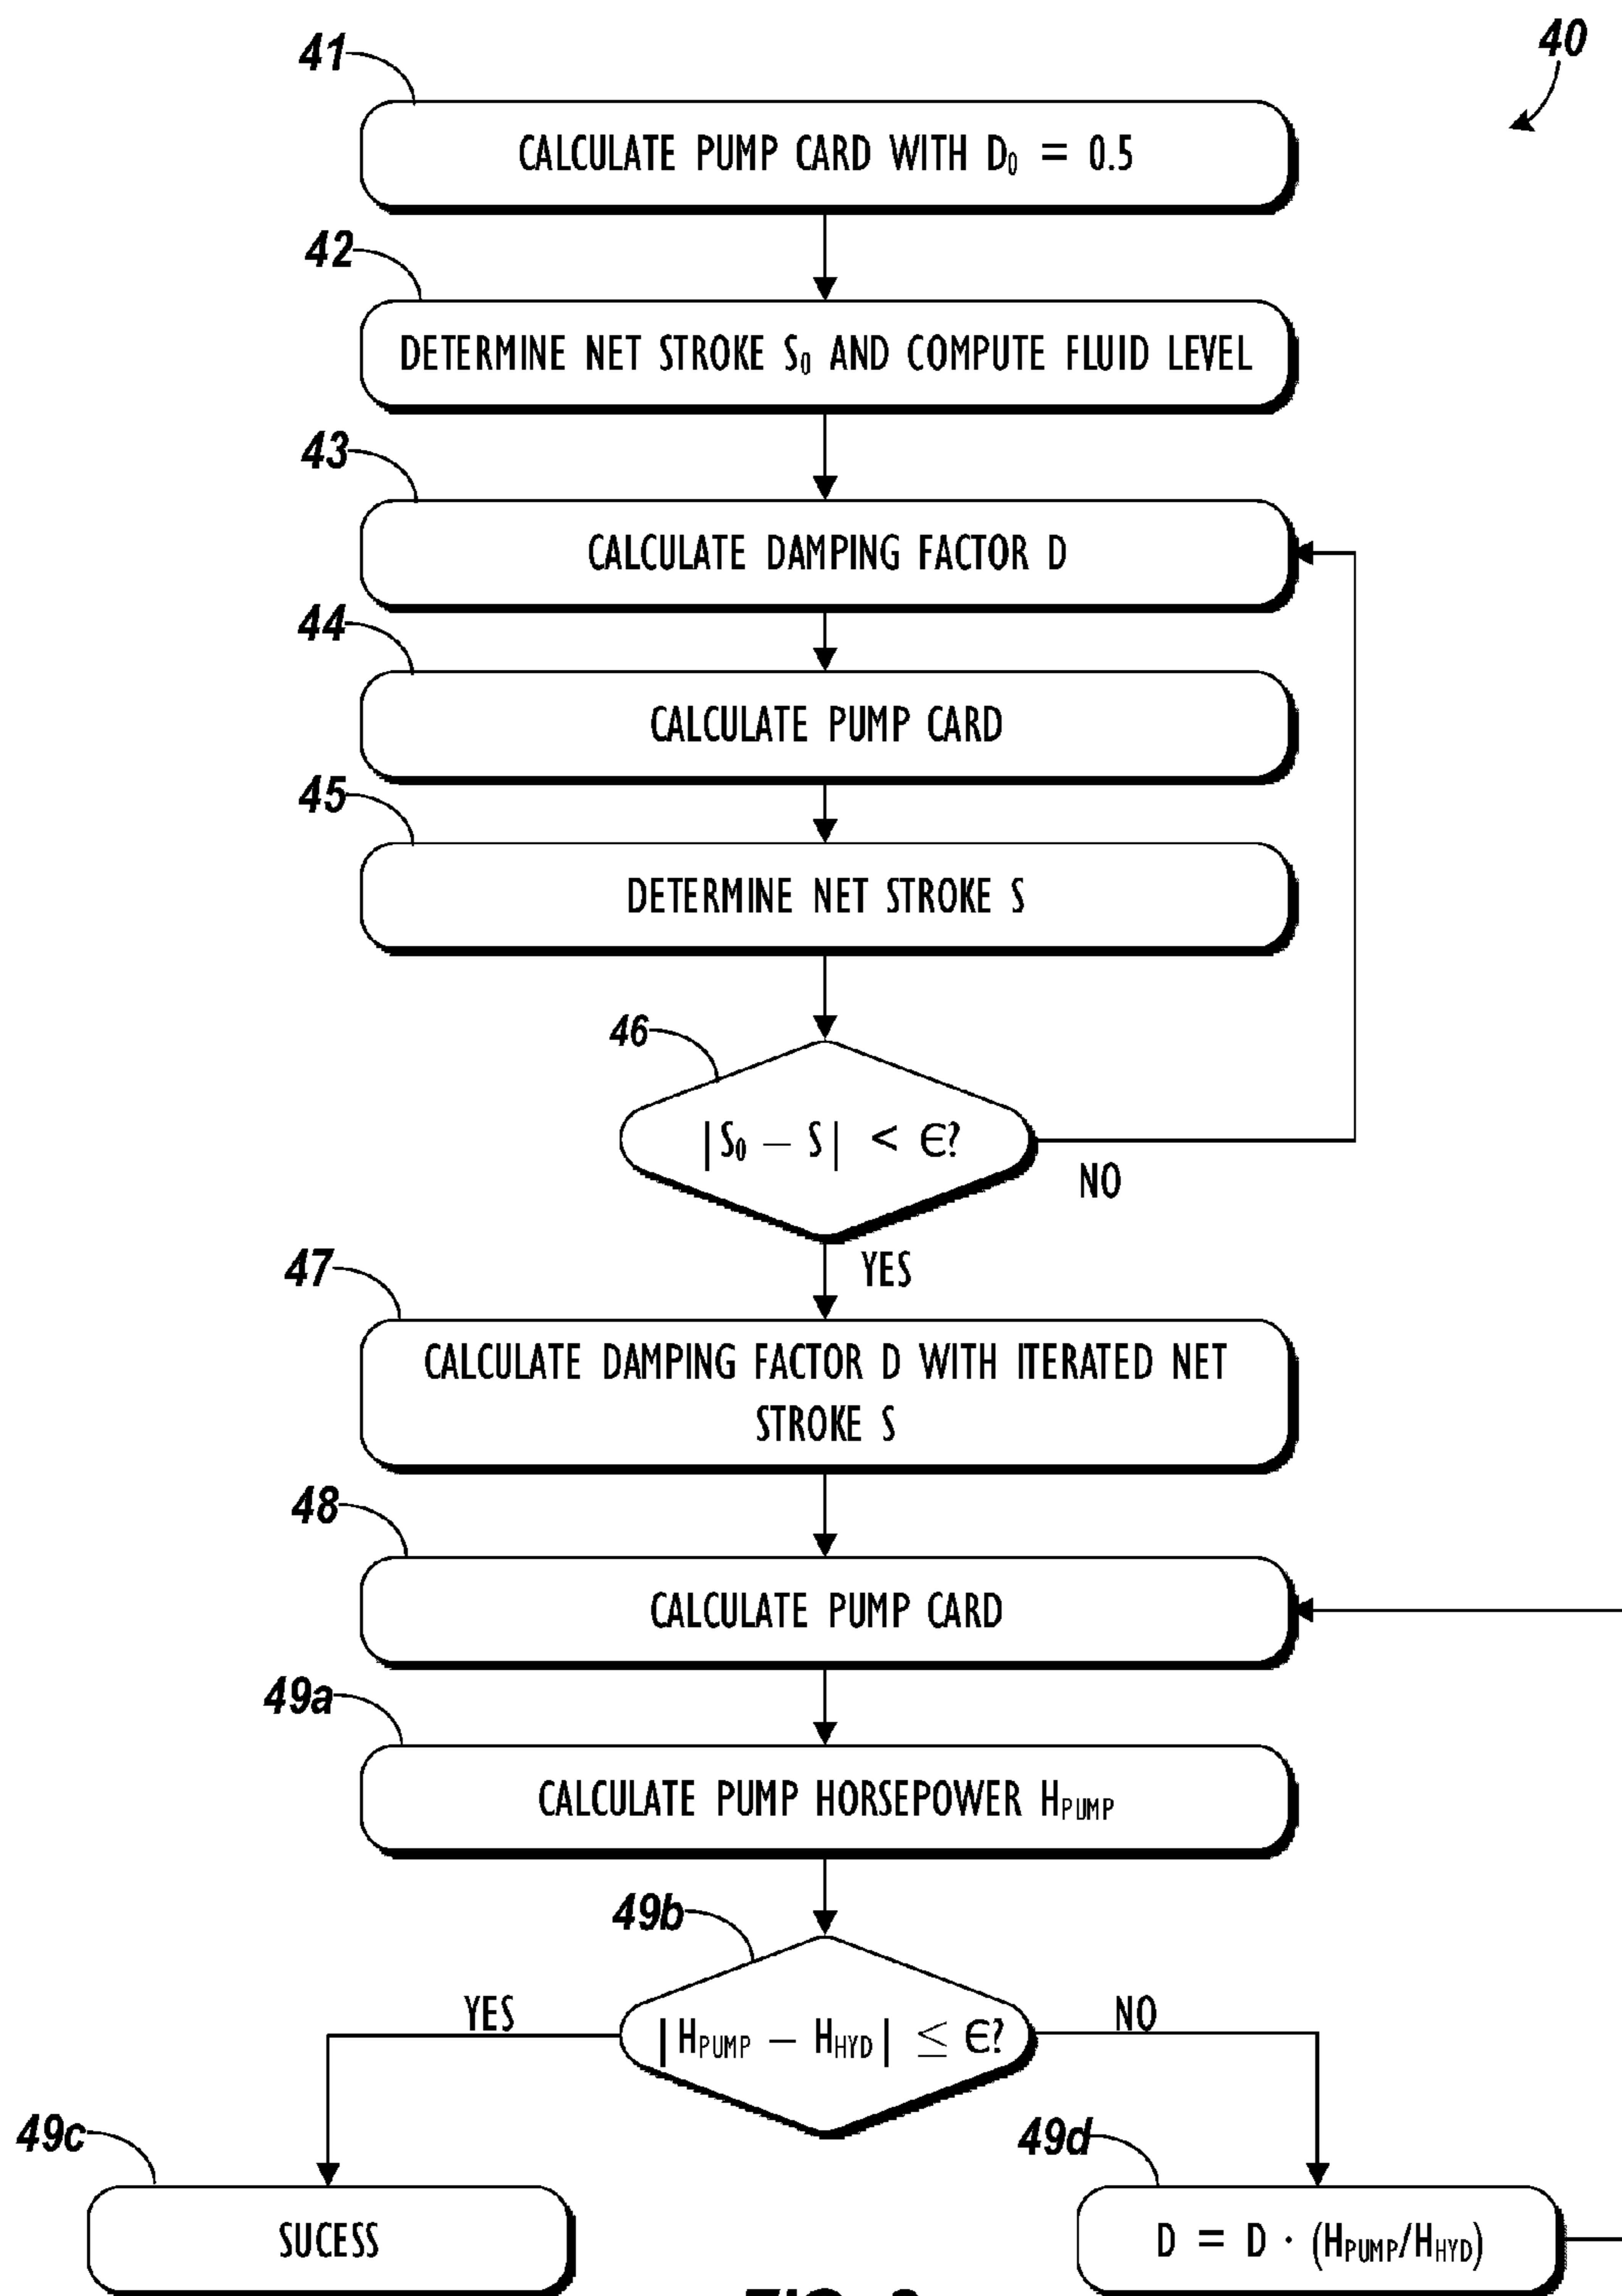 40
41
CALCULATE PUMP CARD WITH D₀ = 0.5
42
DETERMINE NET STROKE S₀ AND COMPUTE FLUID LEVEL
43
CALCULATE DAMPING FACTOR D
44
CALCULATE PUMP CARD
45
DETERMINE NET STROKE S
46
|S₀ – S| < ϵ?
NO
YES
47
CALCULATE DAMPING FACTOR D WITH ITERATED NET
STROKE S
48
CALCULATE PUMP CARD
49a
CALCULATE PUMP HORSEPOWER HPUMP
49b
|HPUMP – HHYD| ≤ ϵ?
YES
NO
49c
SUCESS
49d
D = D · (HPUMP/HHYD)